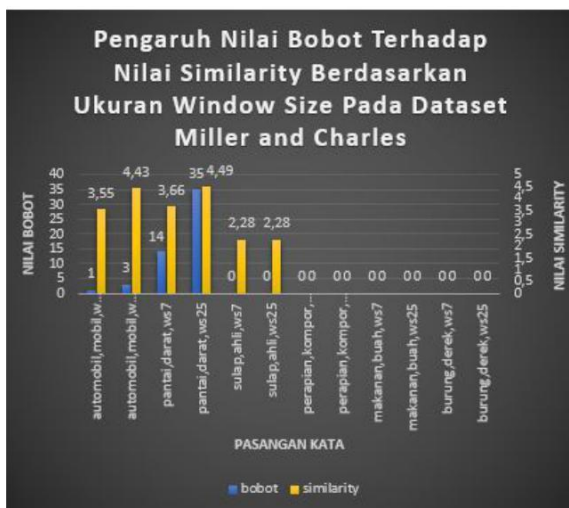 Pengaruh Nilai Bobot Terhadap
Nilai Similarity Berdasarkan
Ukuran Window Size Pada Dataset
Miller and Charles
NILAI BOBOT
40
35
30
25
20
15
10
5
0
1
3,55
3
4,43
14
3,66
35
4,49
0
2,28
0
2,28
0 0
0 0
0 0
0 0
0 0
0 0
5
4,5
4
3,5
3
2,5
2
1,5
1
0,5
0
NILAI SIMILARITY
automobil,mobil,w...
automobil,mobil,w...
pantai,darat,ws7
pantai,darat,ws25
sulap,ahli,ws7
sulap,ahli,ws25
perapian,kompor,...
perapian,kompor,...
makanan,buah,ws7
makanan,buah,ws25
burung,derek,ws7
burung,derek,ws25
PASANGAN KATA
bobot
similarity